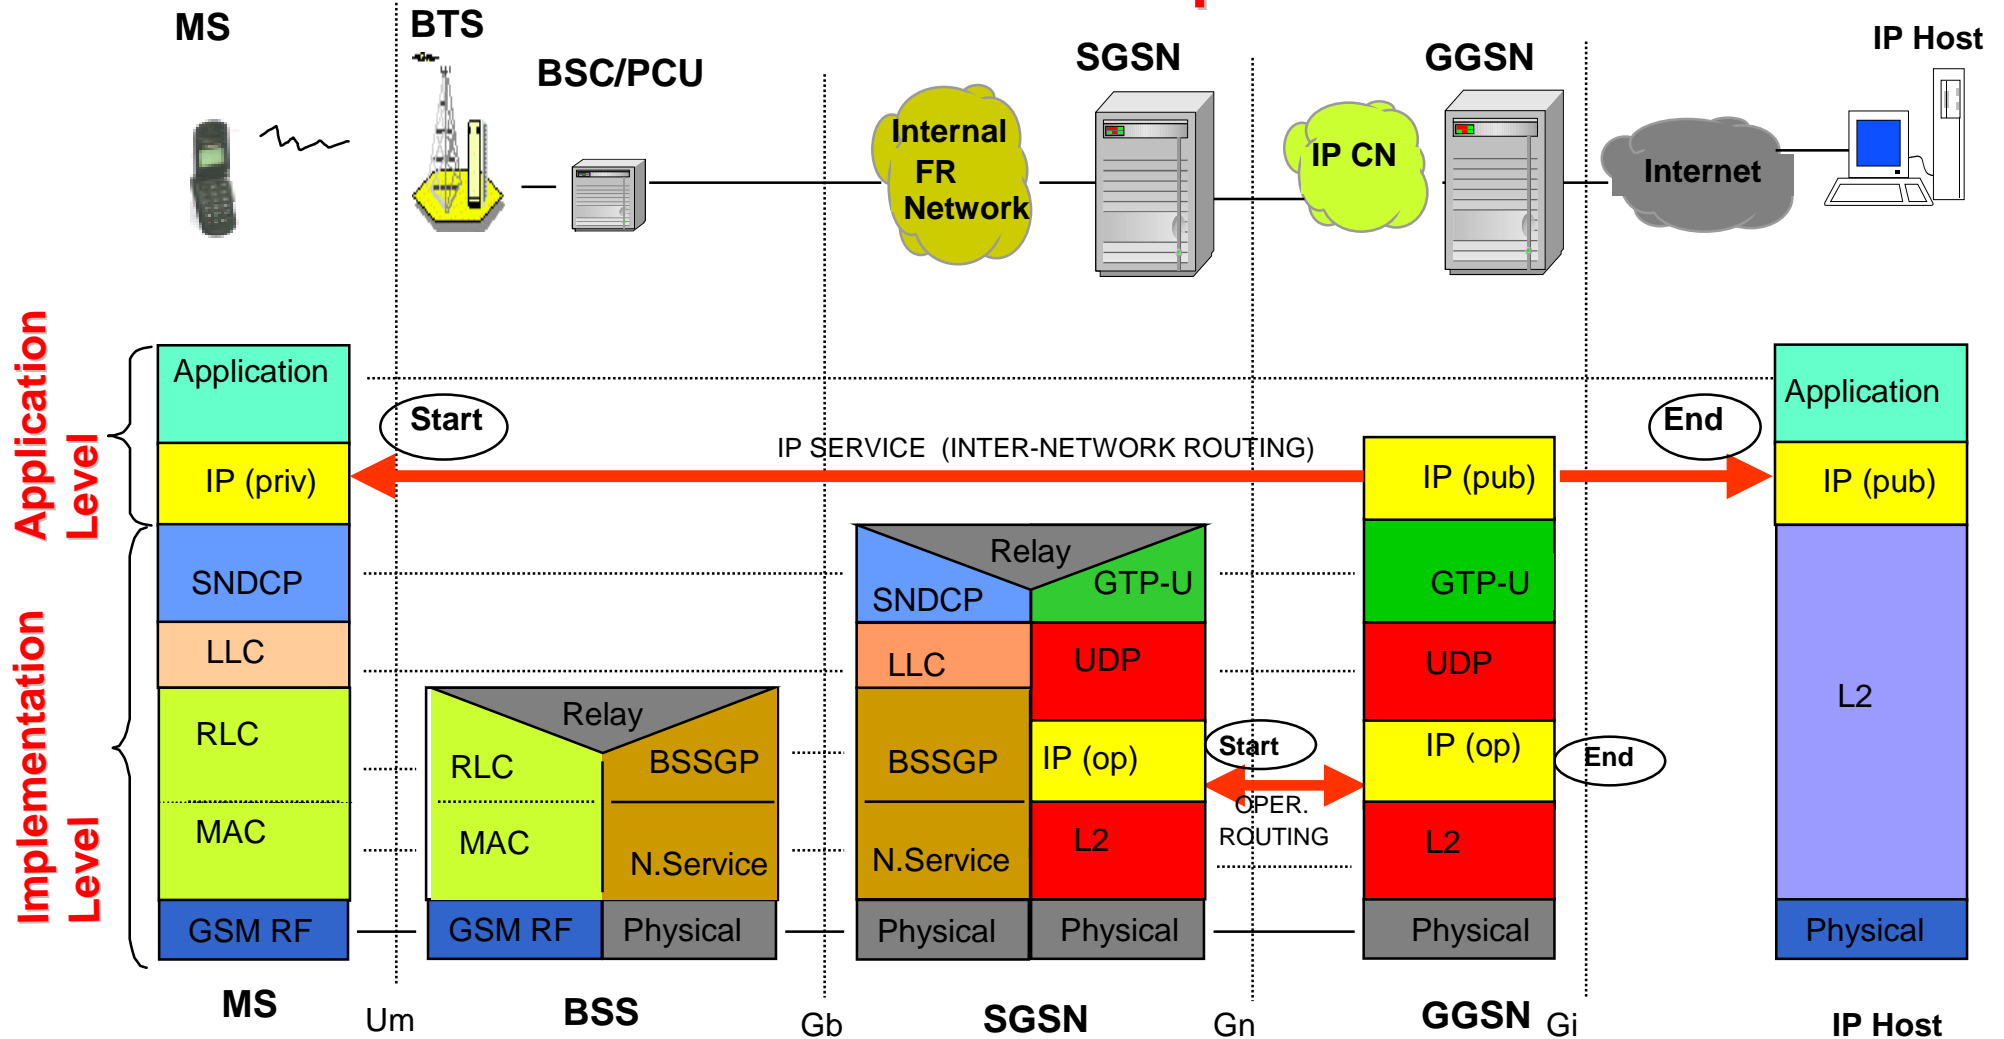 MS
BTS
BSC/PCU
SGSN
GGSN
IP Host
Internal
FR
Network
IP CN
Internet
Application
Level
Implementation
Level
Application
IP (priv)
SNDCP
LLC
RLC
MAC
GSM RF
MS
Start
IP SERVICE (INTER-NETWORK ROUTING)
End
Relay
RLC
BSSGP
MAC
N.Service
GSM RF
Physical
BSS
Relay
SNDCP
GTP-U
LLC
UDP
BSSGP
IP (op)
N.Service
L2
Physical
Physical
SGSN
Start
OPER.
ROUTING
IP (pub)
GTP-U
UDP
IP (op)
L2
Physical
GGSN
End
Application
IP (pub)
L2
Physical
IP Host
Um
Gb
Gn
Gi